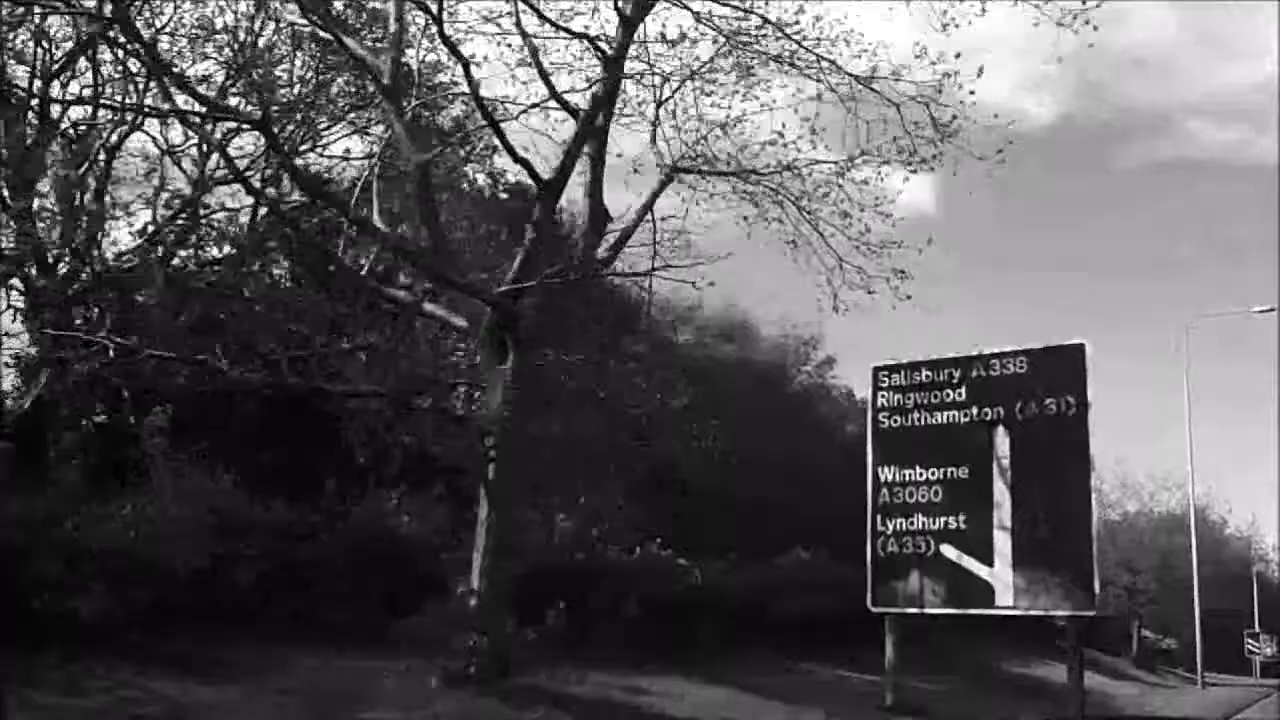 Salisbury A338
Ringwood
Southampton (A31)
Wimborne
A3060
Lyndhurst
(A35)